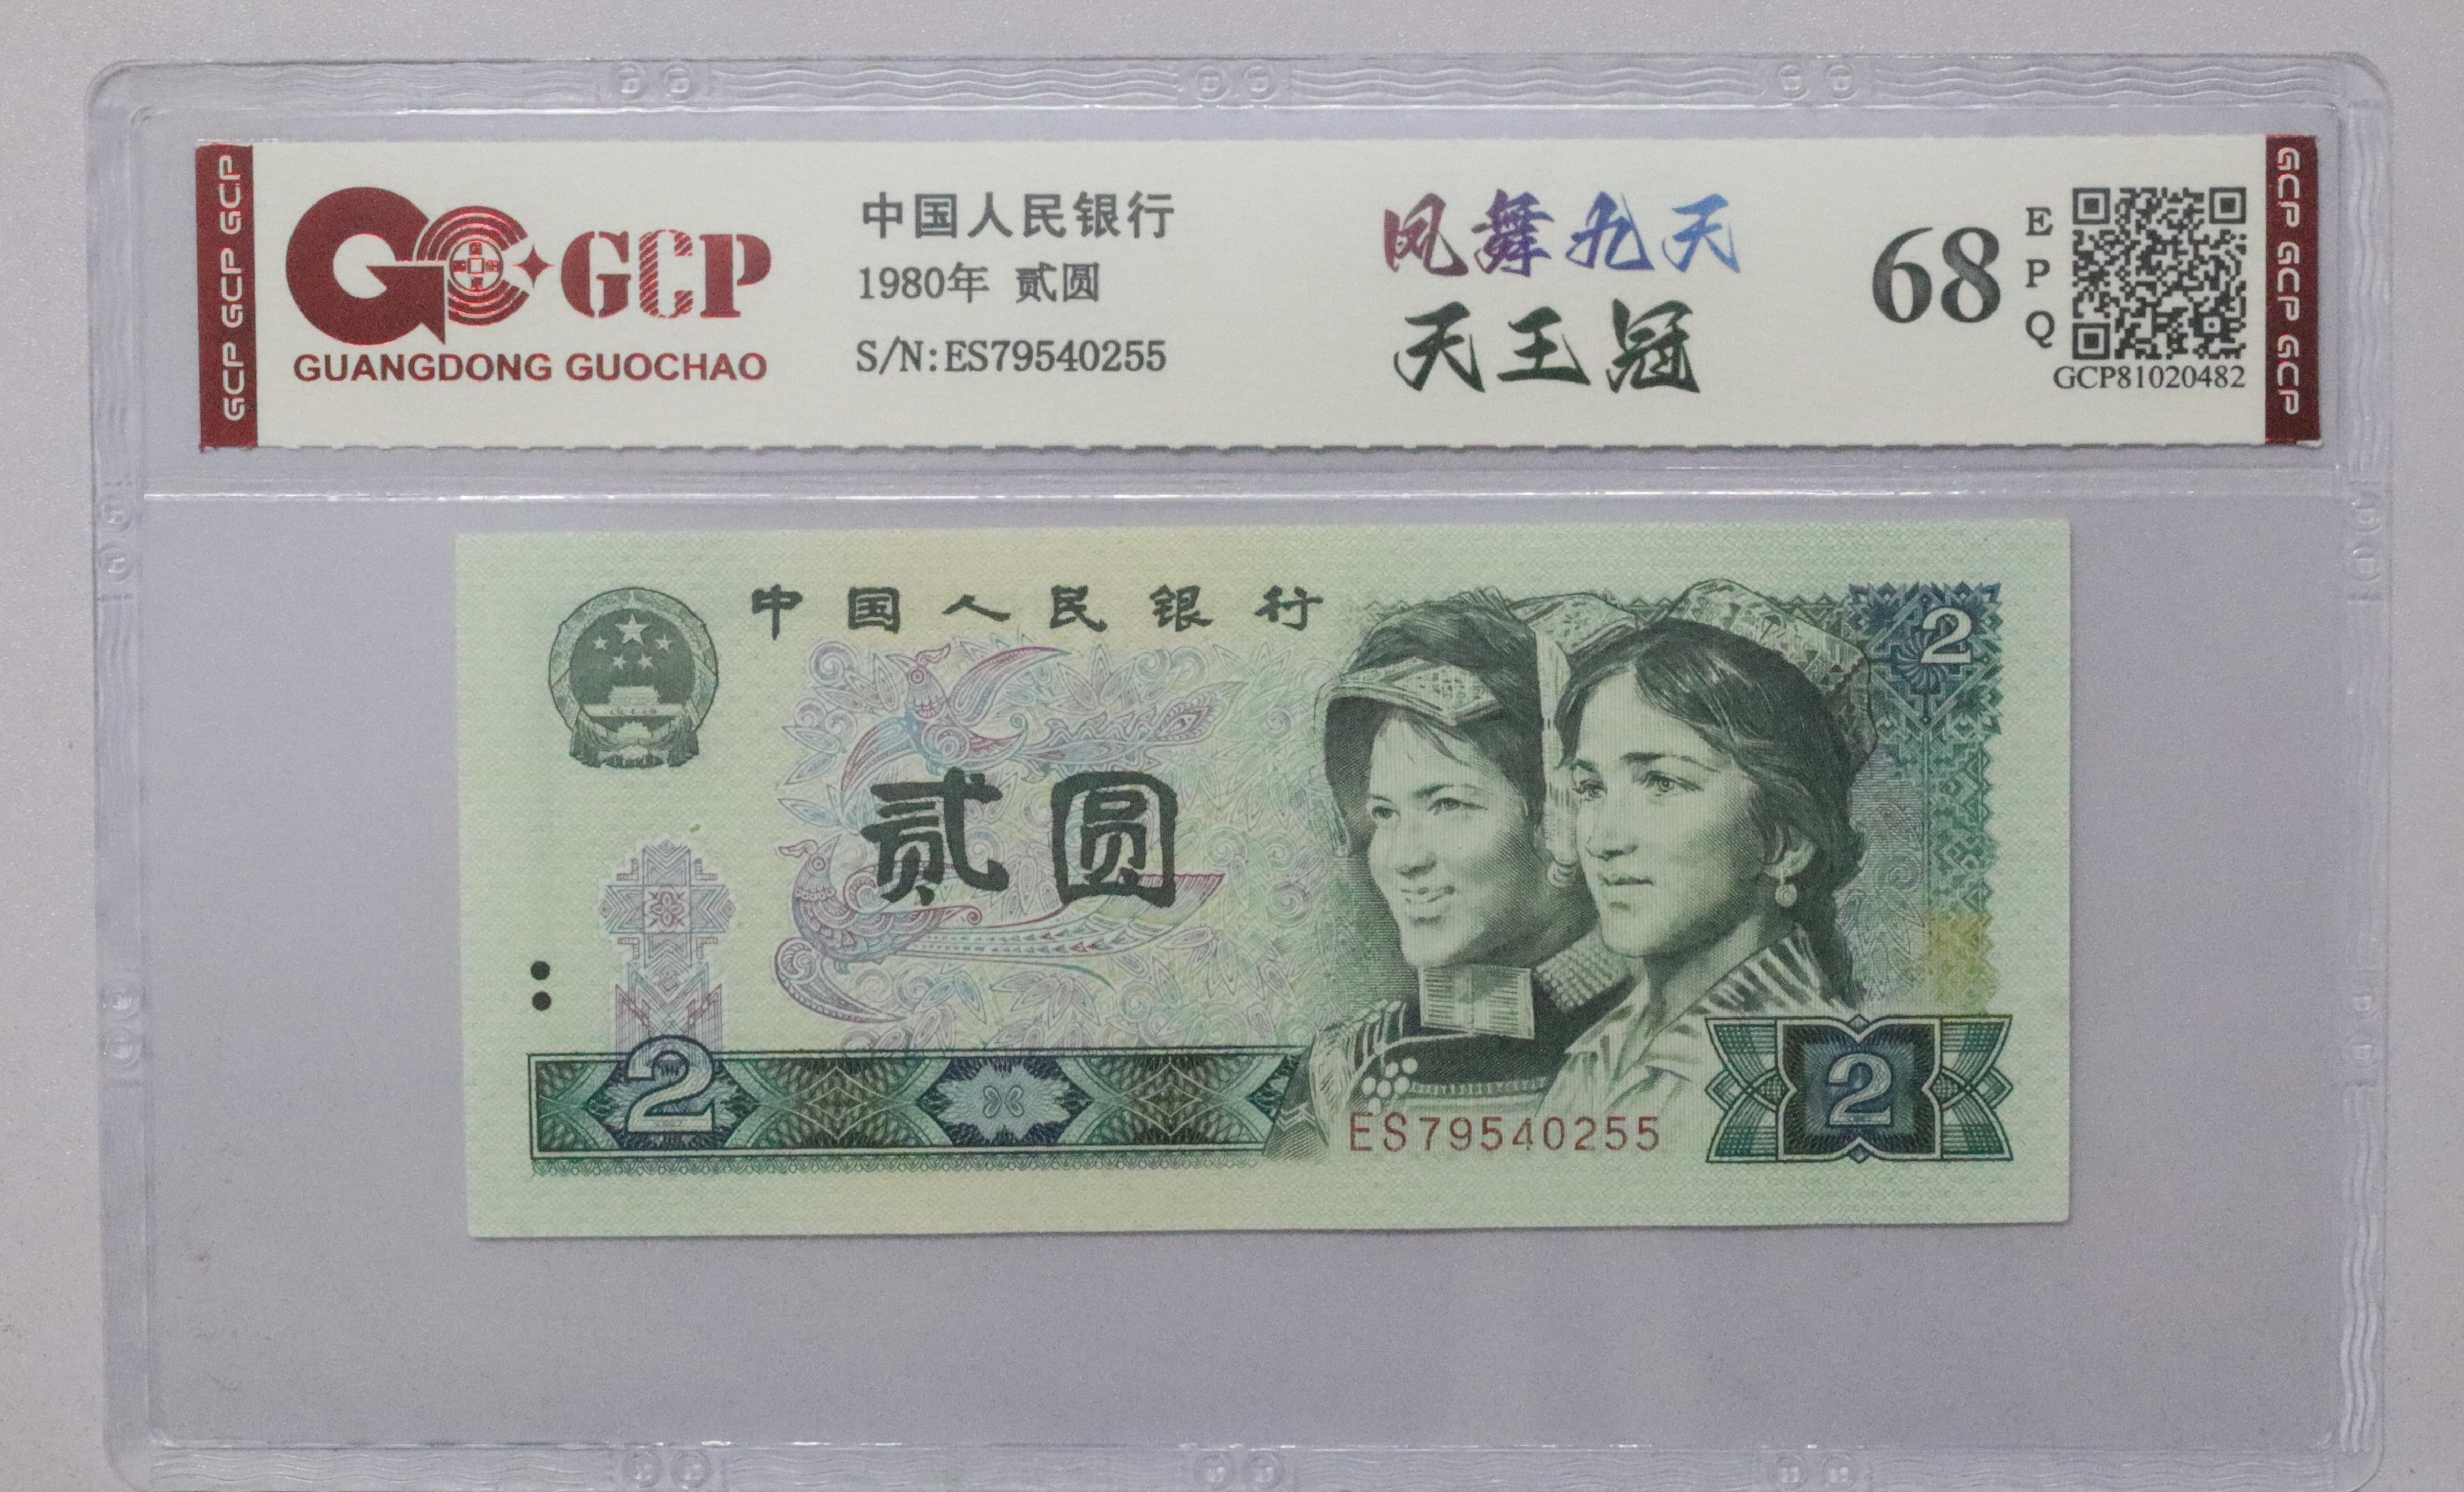 GCP GCP GCP
GCP
GUANGDONG GUOCHAO
中国人民银行
1980年 贰圆
S/N:ES79540255
凤舞九天
天王冠
68
EPQ
GCP81020482
GCP GCP GCP
中国人民银行
2
贰圆
2
ES79540255
2